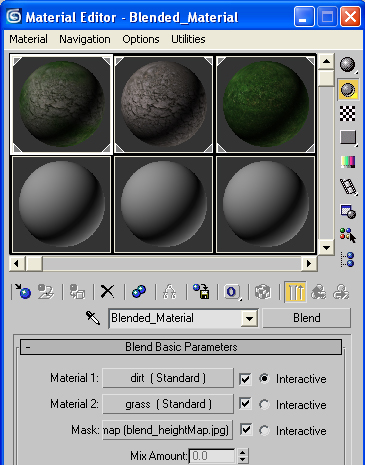 Material Editor - Blended_Material
Material Navigation Options Utilities
Blended_Material Blend
- Blend Basic Parameters
Material 1: dirt ( Standard ) Interactive
Material 2: grass ( Standard ) Interactive
Mask: map (blend_heightMap.jpg) Interactive
Mix Amount: 0.0